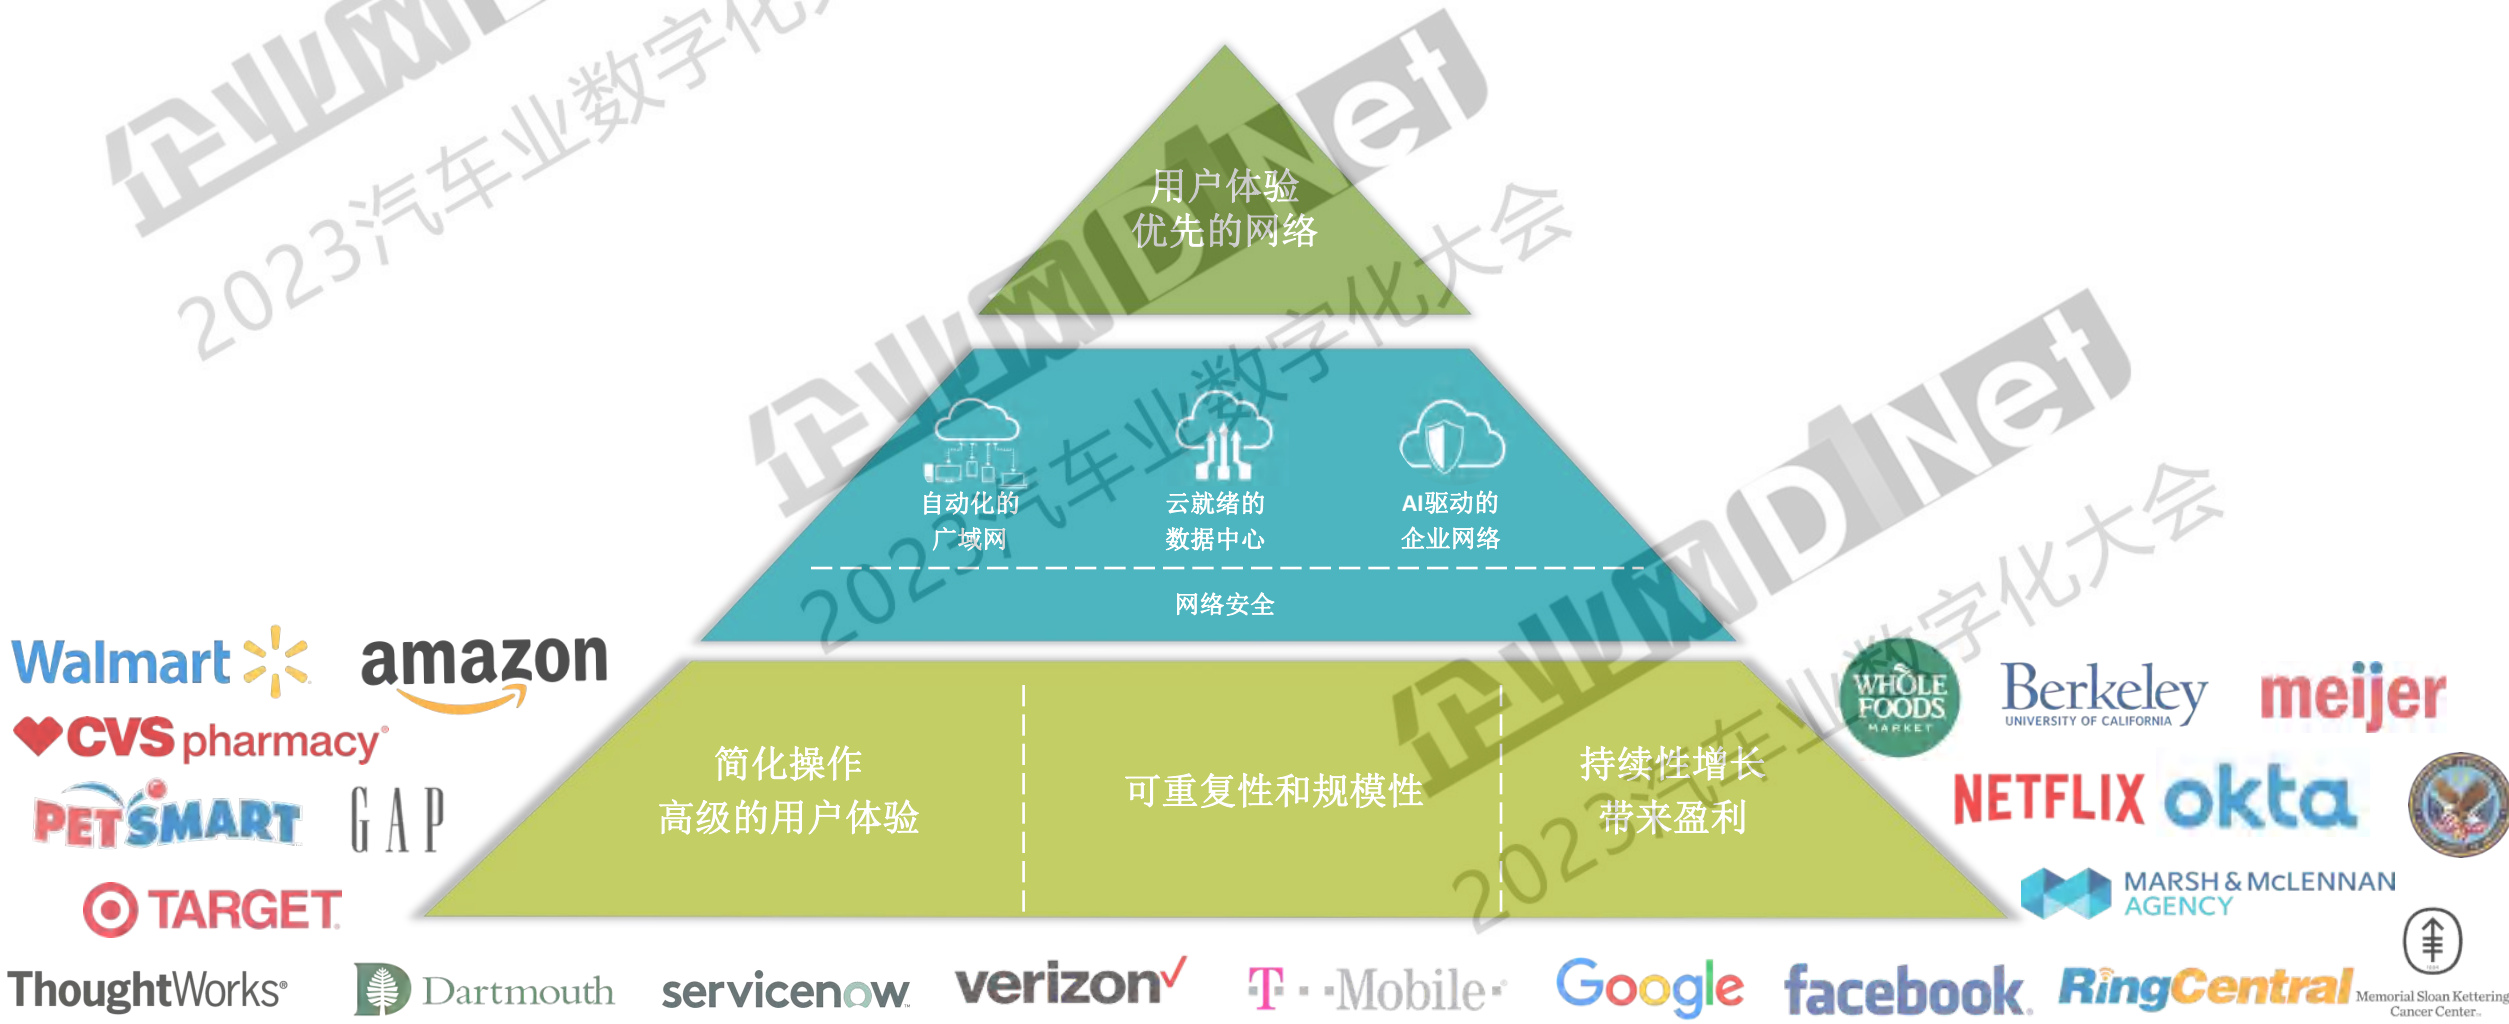 企业网D1Net
2023汽车业数字化大会
用户体验
优先的网络
企业网D1Net
2023汽车业数字化大会
自动化的
广域网
云就绪的
数据中心
AI驱动的
企业网络
网络安全
企业网D1Net
2023汽车业数字化大会
简化操作
高级的用户体验
可重复性和规模性
持续性增长
带来盈利
Walmart
amazon
CVS pharmacy®
PETSMART
GAP
TARGET
WHOLE
FOODS
MARKET
Berkeley
UNIVERSITY OF CALIFORNIA
meijer
NETFLIX
okta
MARSH & McLENNAN
AGENCY
ThoughtWorks®
Dartmouth
servicenow
verizon
T · · Mobile ·
Google
facebook
RingCentral
Memorial Sloan Kettering
Cancer Center